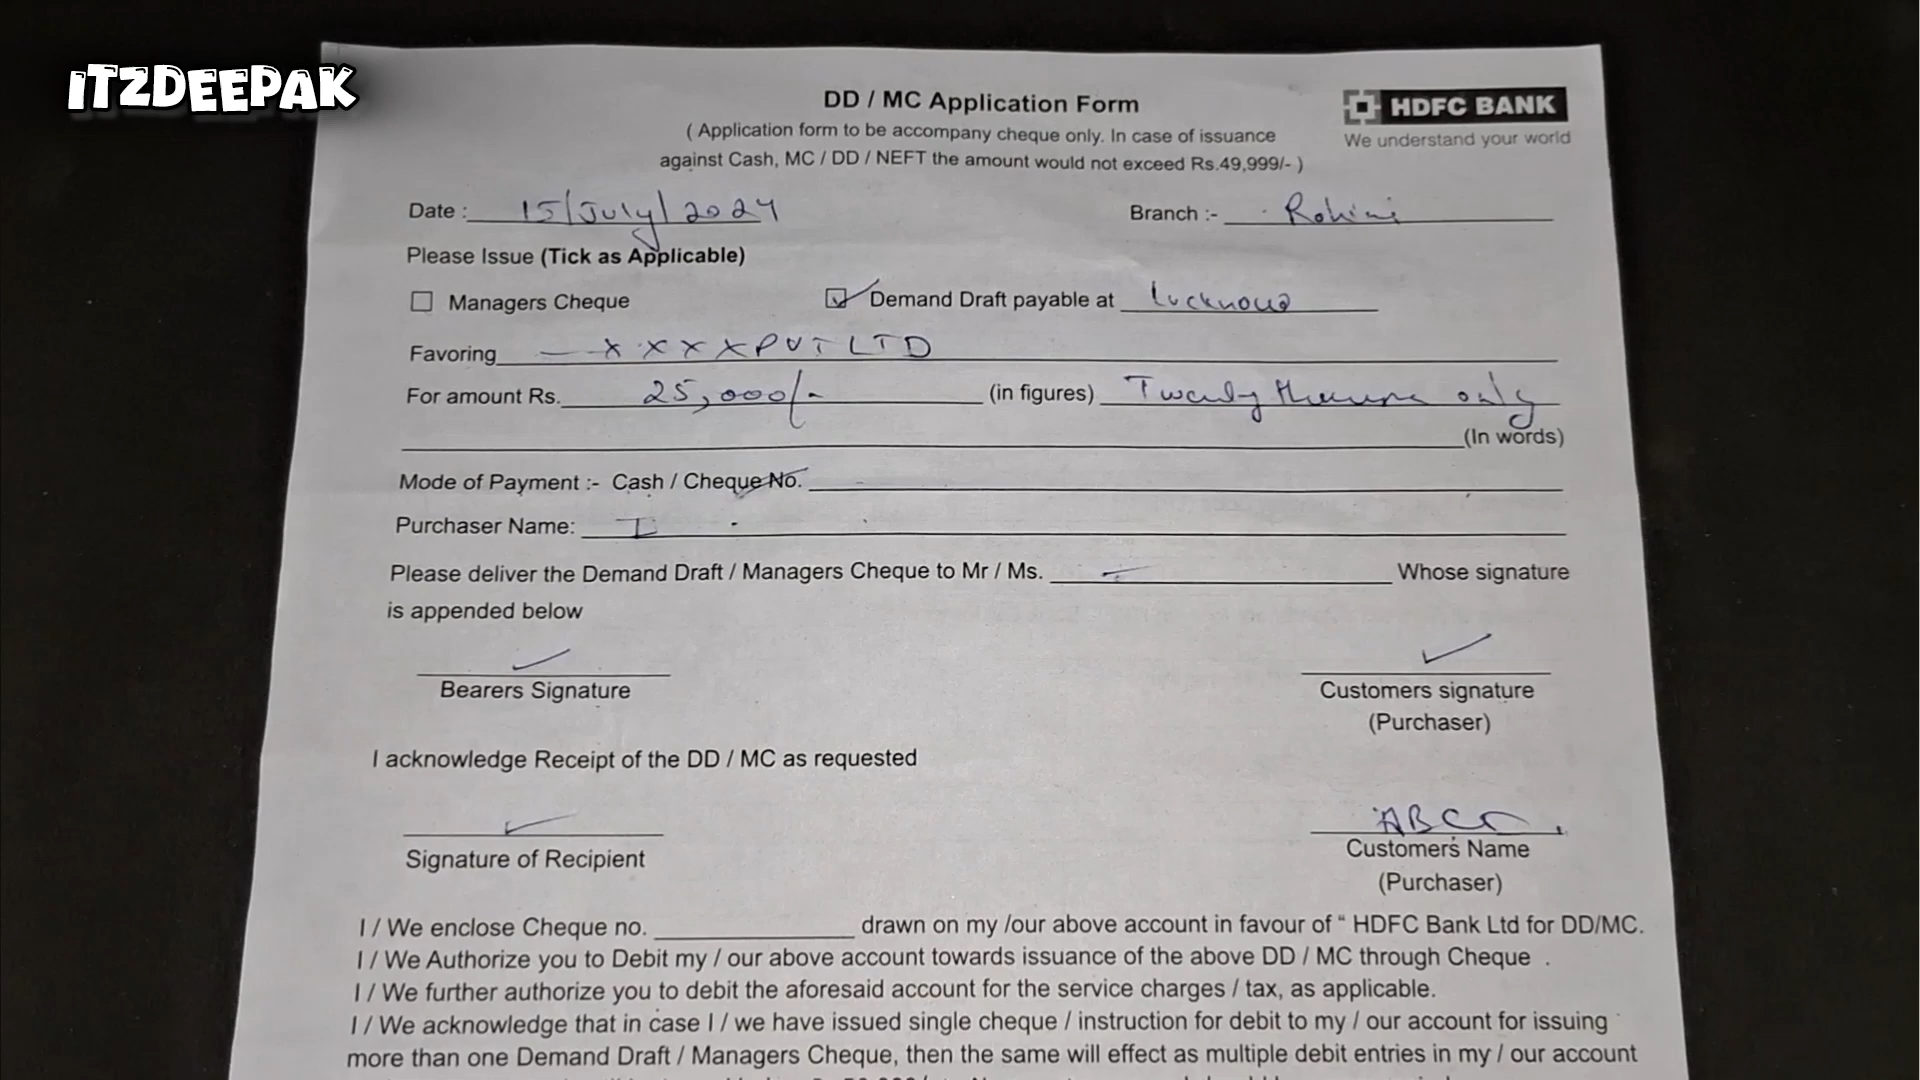 ITZDEEPAK
DD / MC Application Form
HDFC BANK
We understand your world
( Application form to be accompany cheque only. In case of issuance
against Cash, MC / DD / NEFT the amount would not exceed Rs.49,999/- )
Date : 15/July/2024 Branch :- Rohini
Please Issue (Tick as Applicable)
Managers Cheque Demand Draft payable at Lucknow
Favoring XXXXPVTLTD
For amount Rs. 25,000/- (in figures) Twenty only
(In words)
Mode of Payment :- Cash / Cheque No.
Purchaser Name:
Please deliver the Demand Draft / Managers Cheque to Mr / Ms. Whose signature
is appended below
Bearers Signature Customers signature
(Purchaser)
I acknowledge Receipt of the DD / MC as requested
ABCD
Signature of Recipient Customers Name
(Purchaser)
I / We enclose Cheque no. drawn on my /our above account in favour of “ HDFC Bank Ltd for DD/MC.
I / We Authorize you to Debit my / our above account towards issuance of the above DD / MC through Cheque .
I / We further authorize you to debit the aforesaid account for the service charges / tax, as applicable.
I / We acknowledge that in case I / we have issued single cheque / instruction for debit to my / our account for issuing
more than one Demand Draft / Managers Cheque, then the same will effect as multiple debit entries in my / our account